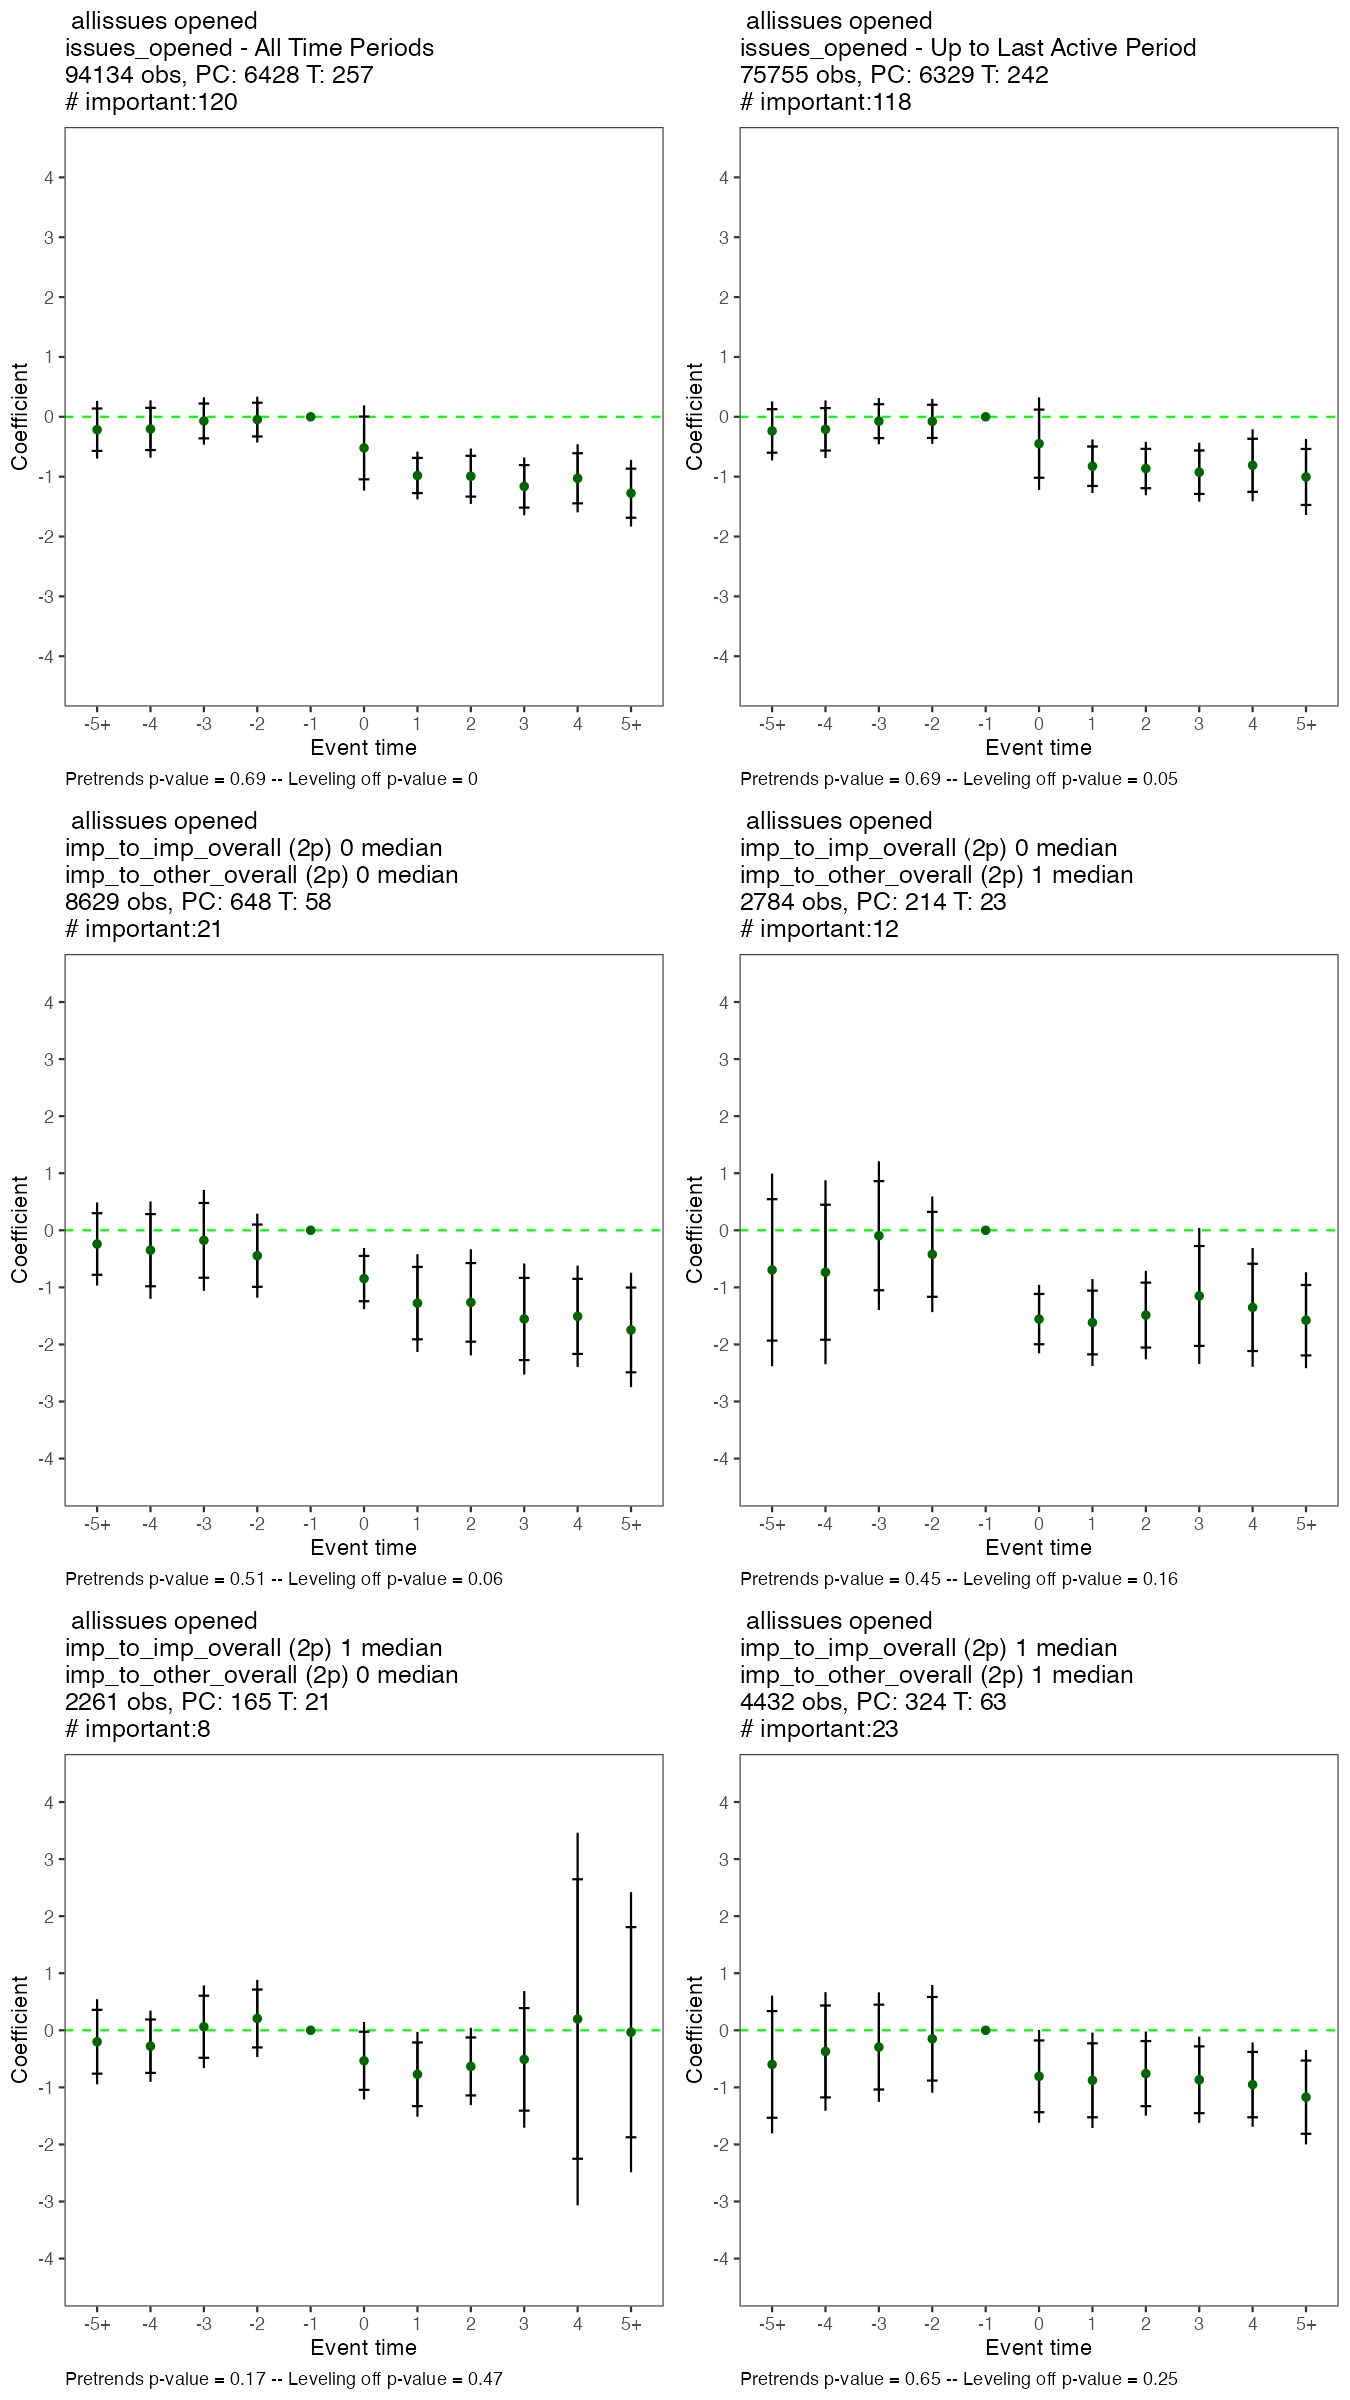 allissues opened
issues_opened - All Time Periods
94134 obs, PC: 6428 T: 257
# important:120
4
3
2
1
0
-1
-2
-3
-4
Coefficient
-5+ -4 -3 -2 -1 0 1 2 3 4 5+
Event time
Pretrends p-value = 0.69 -- Leveling off p-value = 0
allissues opened
issues_opened - Up to Last Active Period
75755 obs, PC: 6329 T: 242
# important:118
4
3
2
1
0
-1
-2
-3
-4
Coefficient
-5+ -4 -3 -2 -1 0 1 2 3 4 5+
Event time
Pretrends p-value = 0.69 -- Leveling off p-value = 0.05
allissues opened
imp_to_imp_overall (2p) 0 median
imp_to_other_overall (2p) 0 median
8629 obs, PC: 648 T: 58
# important:21
4
3
2
1
0
-1
-2
-3
-4
Coefficient
-5+ -4 -3 -2 -1 0 1 2 3 4 5+
Event time
Pretrends p-value = 0.51 -- Leveling off p-value = 0.06
allissues opened
imp_to_imp_overall (2p) 0 median
imp_to_other_overall (2p) 1 median
2784 obs, PC: 214 T: 23
# important:12
4
3
2
1
0
-1
-2
-3
-4
Coefficient
-5+ -4 -3 -2 -1 0 1 2 3 4 5+
Event time
Pretrends p-value = 0.45 -- Leveling off p-value = 0.16
allissues opened
imp_to_imp_overall (2p) 1 median
imp_to_other_overall (2p) 0 median
2261 obs, PC: 165 T: 21
# important:8
4
3
2
1
0
-1
-2
-3
-4
Coefficient
-5+ -4 -3 -2 -1 0 1 2 3 4 5+
Event time
Pretrends p-value = 0.17 -- Leveling off p-value = 0.47
allissues opened
imp_to_imp_overall (2p) 1 median
imp_to_other_overall (2p) 1 median
4432 obs, PC: 324 T: 63
# important:23
4
3
2
1
0
-1
-2
-3
-4
Coefficient
-5+ -4 -3 -2 -1 0 1 2 3 4 5+
Event time
Pretrends p-value = 0.65 -- Leveling off p-value = 0.25